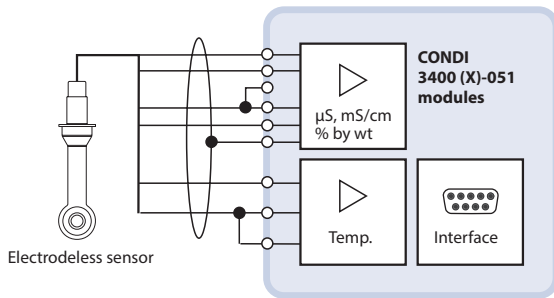 CONDI
3400 (X)-051
modules
µS, mS/cm
% by wt
Temp.
Interface
Electrodeless sensor